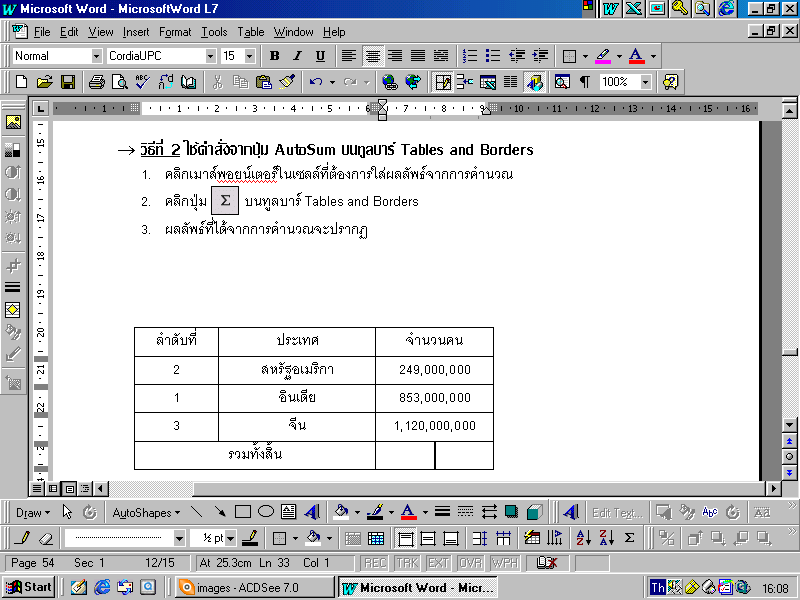 Microsoft Word - MicrosoftWord L7
File Edit View Insert Format Tools Table Window Help
Normal CordiaUPC 15 B I U
100%
→ วิธีที่ 2 ใช้คำสั่งจากปุ่ม AutoSum บนทูลบาร์ Tables and Borders
1. คลิกเมาส์พอยน์เตอร์ในเซลล์ที่ต้องการใส่ผลลัพธ์จากการคำนวณ
2. คลิกปุ่ม Σ บนทูลบาร์ Tables and Borders
3. ผลลัพธ์ที่ได้จากการคำนวณจะปรากฏ
ลำดับที่ ประเทศ จำนวนคน
2 สหรัฐอเมริกา 249,000,000
1 อินเดีย 853,000,000
3 จีน 1,120,000,000
รวมทั้งสิ้น
Draw AutoShapes Edit Text...
½ pt
Page 54 Sec 1 12/15 At 25.3cm Ln 33 Col 1 REC TRK EXT OVR WPH
Start images - ACDSee 7.0 Microsoft Word - Micr... Th 16:08